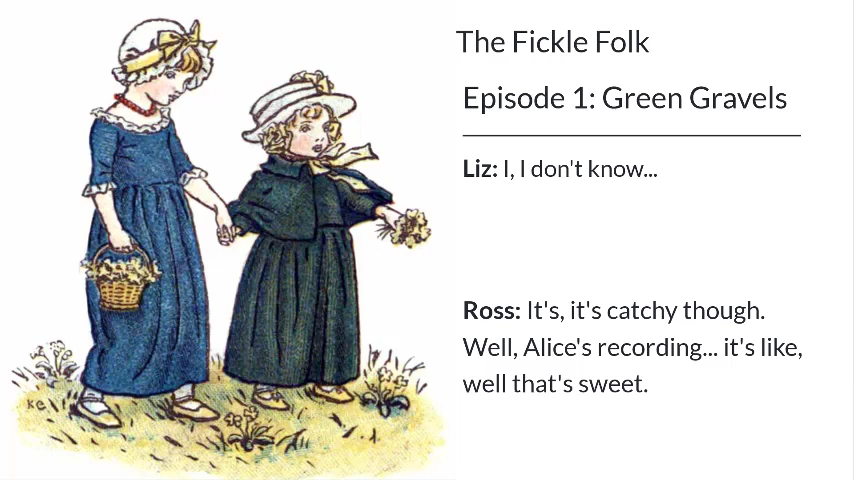 The Fickle Folk
Episode 1: Green Gravels
Liz: I, I don't know...
Ross: It's, it's catchy though.
Well, Alice's recording... it's like,
well that's sweet.
KG